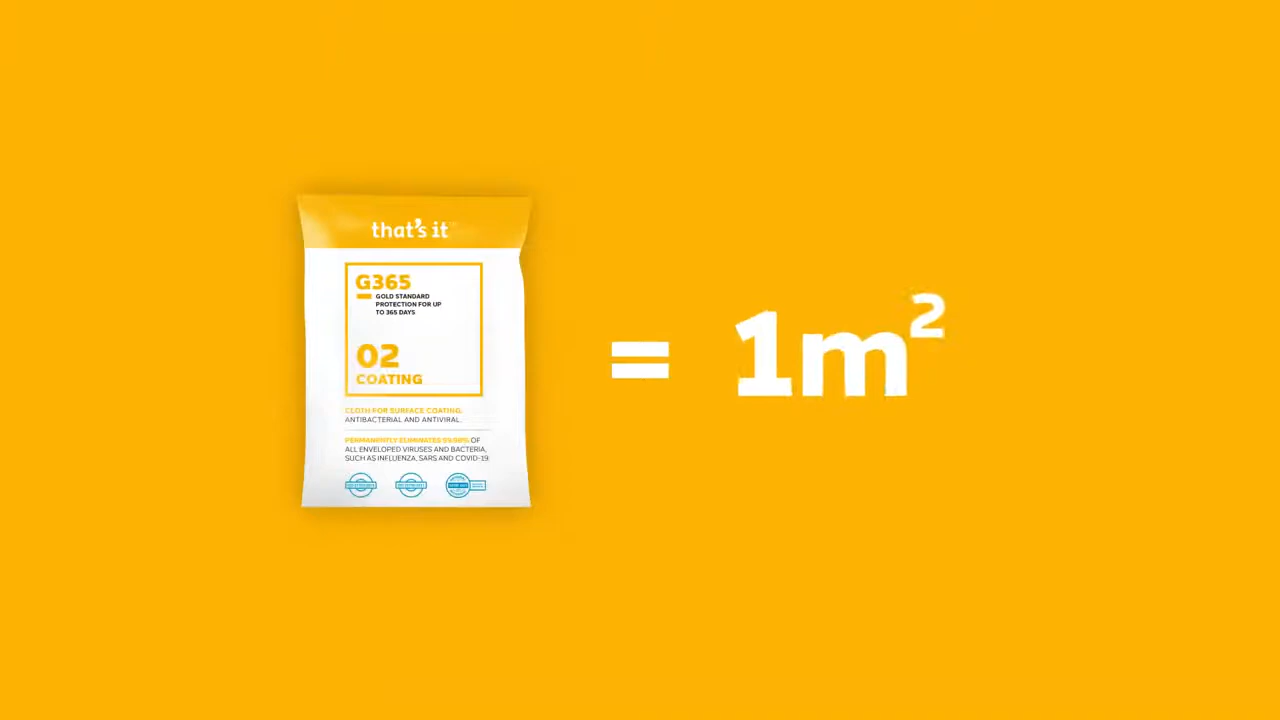 that's it
G365
GOLD STANDARD
PROTECTION FOR UP
TO 365 DAYS
02
COATING
CLOTH FOR SURFACE COATING.
ANTIBACTERIAL AND ANTIVIRAL.
PERMANENTLY ELIMINATES 99.98% OF
ALL ENVELOPED VIRUSES AND BACTERIA,
SUCH AS INFLUENZA, SARS AND COVID-19
= 1m²